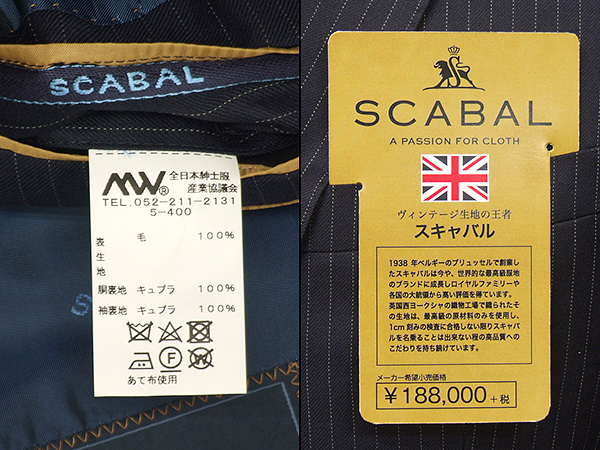 SCABAL
MW®
全日本紳士服
産業協議会
TEL.052-211-2131
5-400
表 毛 100%
生
地
胴裏地 キュプラ 100%
袖裏地 キュプラ 100%
あて布使用
S
SCABAL
A PASSION FOR CLOTH
ヴィンテージ生地の王者
スキャバル
1938 年ベルギーのブリュッセルで創業し
たスキャバルは今や、世界的な最高級服地
のブランドに成長しロイヤルファミリーや
各国の大統領から高い評価を得ています。
英国西ヨークシャの織物工場で織られたそ
の生地は、最高級の原材料のみを使用し、
1cm 刻みの検査に合格しない限りスキャバ
ルを名乗ることは出来ない程の高品質への
こだわりを持ち続けています。
メーカー希望小売価格
¥188,000+税